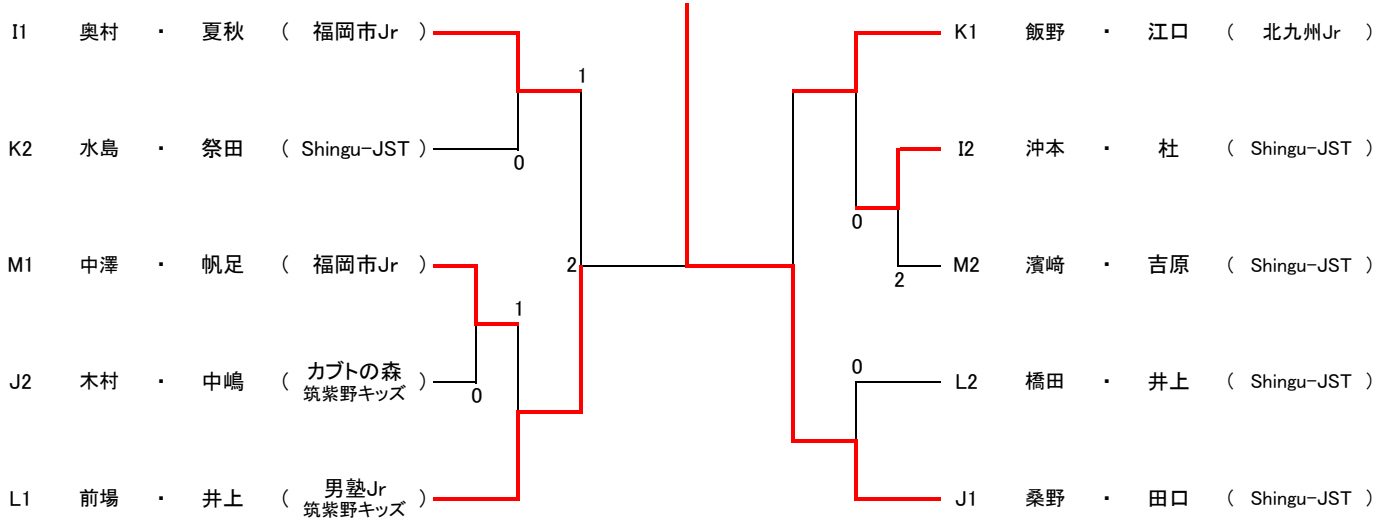 I1 奥村 ・ 夏秋 ( 福岡市Jr )
1
K2 水島 ・ 祭田 ( Shingu-JST )
0
M1 中澤 ・ 帆足 ( 福岡市Jr )
2
1
J2 木村 ・ 中嶋 ( カブトの森
筑紫野キッズ )
0
L1 前場 ・ 井上 ( 男塾Jr
筑紫野キッズ )
K1 飯野 ・ 江口 ( 北九州Jr )
I2 沖本 ・ 杜 ( Shingu-JST )
0
M2 濱﨑 ・ 吉原 ( Shingu-JST )
2
0
L2 橋田 ・ 井上 ( Shingu-JST )
J1 桑野 ・ 田口 ( Shingu-JST )